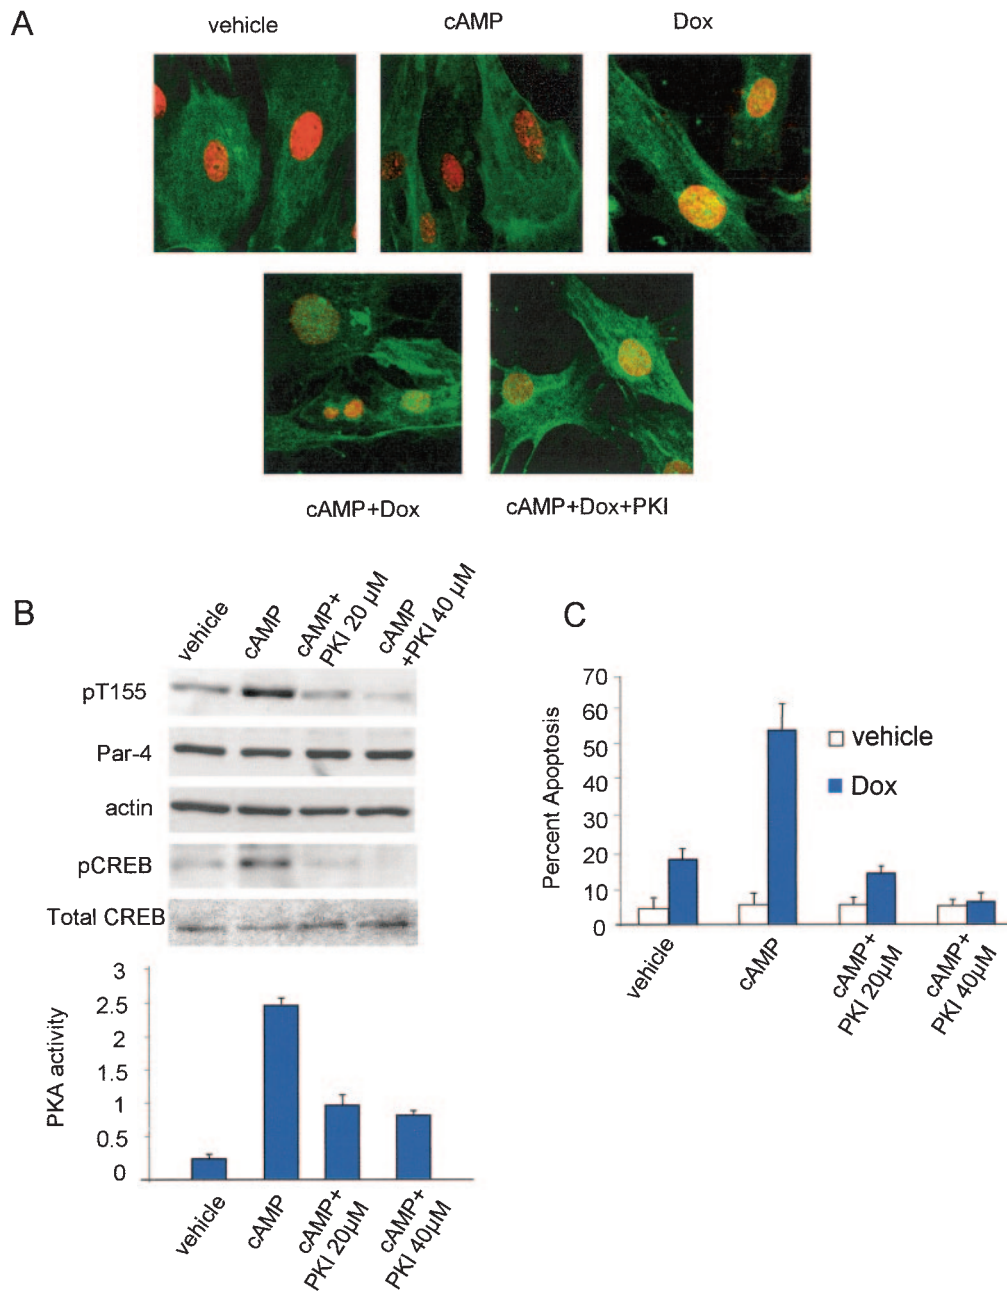 A
vehicle
cAMP
Dox
cAMP+Dox
cAMP+Dox+PKI
B
vehicle
cAMP
cAMP+
PKI 20 μM
cAMP
+PKI 40 μM
pT155
Par-4
actin
pCREB
Total CREB
PKA activity
3
2.5
2
1.5
1
0.5
0
vehicle
cAMP
cAMP+
PKI 20μM
cAMP+
PKI 40μM
C
Percent Apoptosis
70
60
50
40
30
20
10
0
vehicle
Dox
vehicle
cAMP
cAMP+
PKI 20μM
cAMP+
PKI 40μM